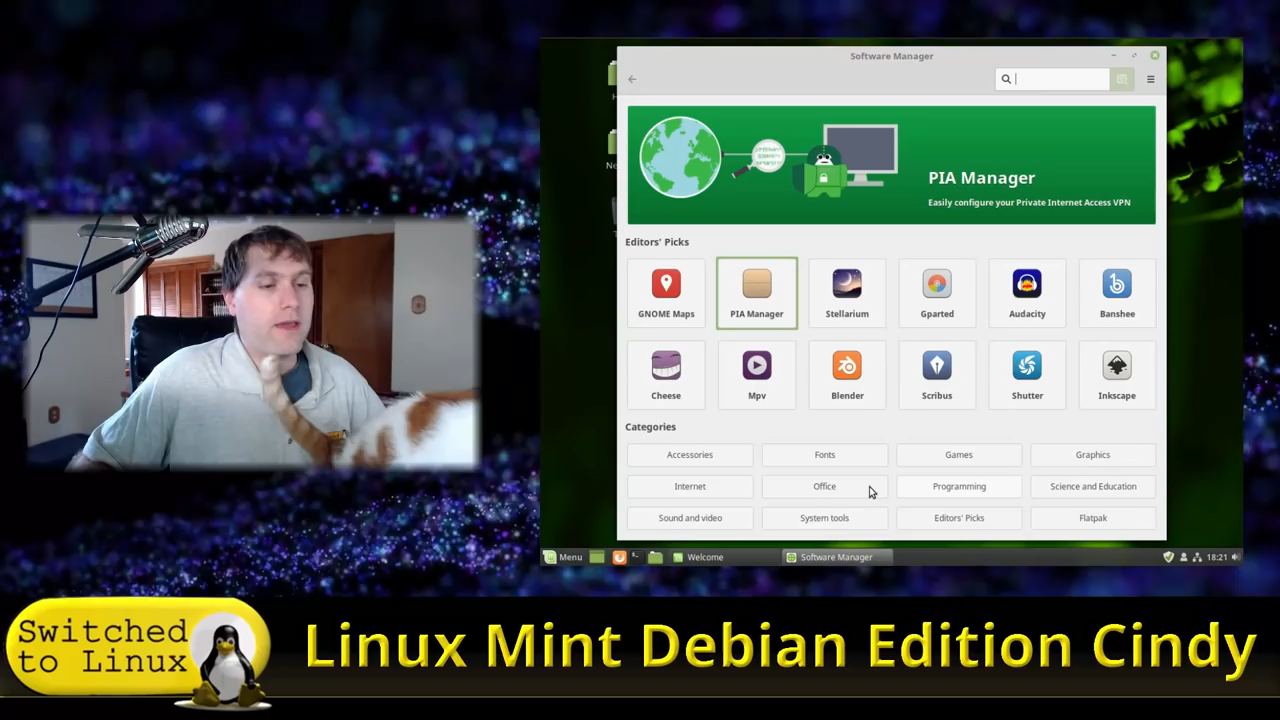 Software Manager
PIA Manager
Easily configure your Private Internet Access VPN
Editors' Picks
GNOME Maps
PIA Manager
Stellarium
Gparted
Audacity
Banshee
Cheese
Mpv
Blender
Scribus
Shutter
Inkscape
Categories
Accessories
Fonts
Games
Graphics
Internet
Office
Programming
Science and Education
Sound and video
System tools
Editors' Picks
Flatpak
Menu
Welcome
Software Manager
18:21
Switched
to Linux
Linux Mint Debian Edition Cindy